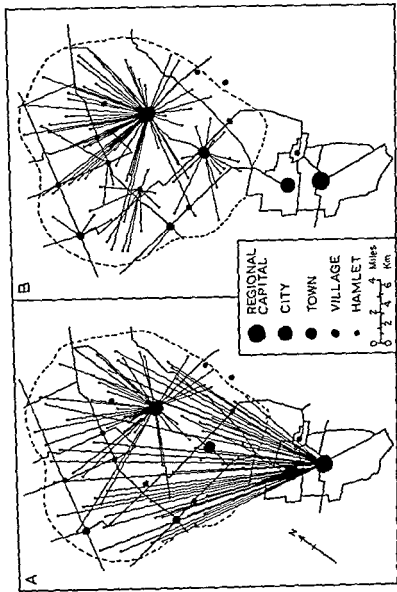 A
B
REGIONAL
CAPITAL
CITY
TOWN
VILLAGE
HAMLET
0 2 4 Miles
0 2 4 6 Km
N